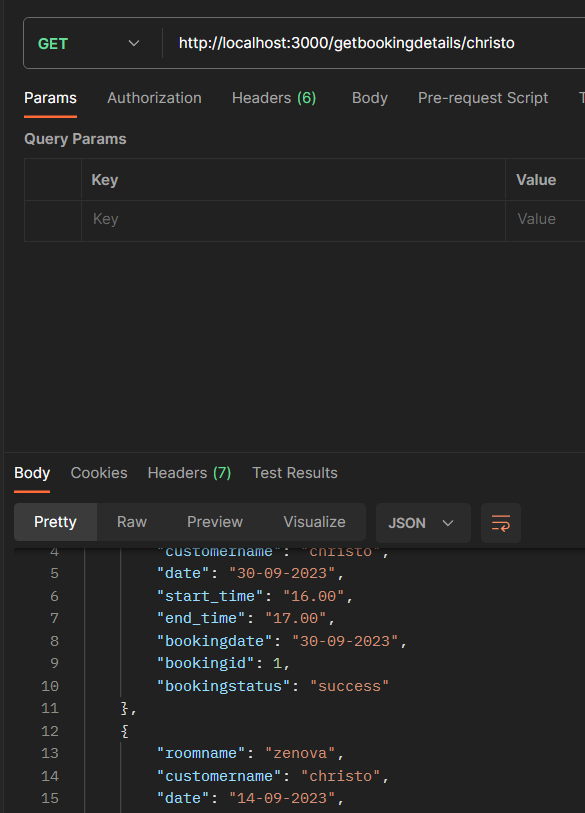 GET http://localhost:3000/getbookingdetails/christo
Params Authorization Headers (6) Body Pre-request Script
Query Params
Key Value
Key Value
Body Cookies Headers (7) Test Results
Pretty Raw Preview Visualize JSON
4 "customername": "christo",
5 "date": "30-09-2023",
6 "start_time": "16.00",
7 "end_time": "17.00",
8 "bookingdate": "30-09-2023",
9 "bookingid": 1,
10 "bookingstatus": "success"
11 },
12 {
13 "roomname": "zenova",
14 "customername": "christo",
15 "date": "14-09-2023",